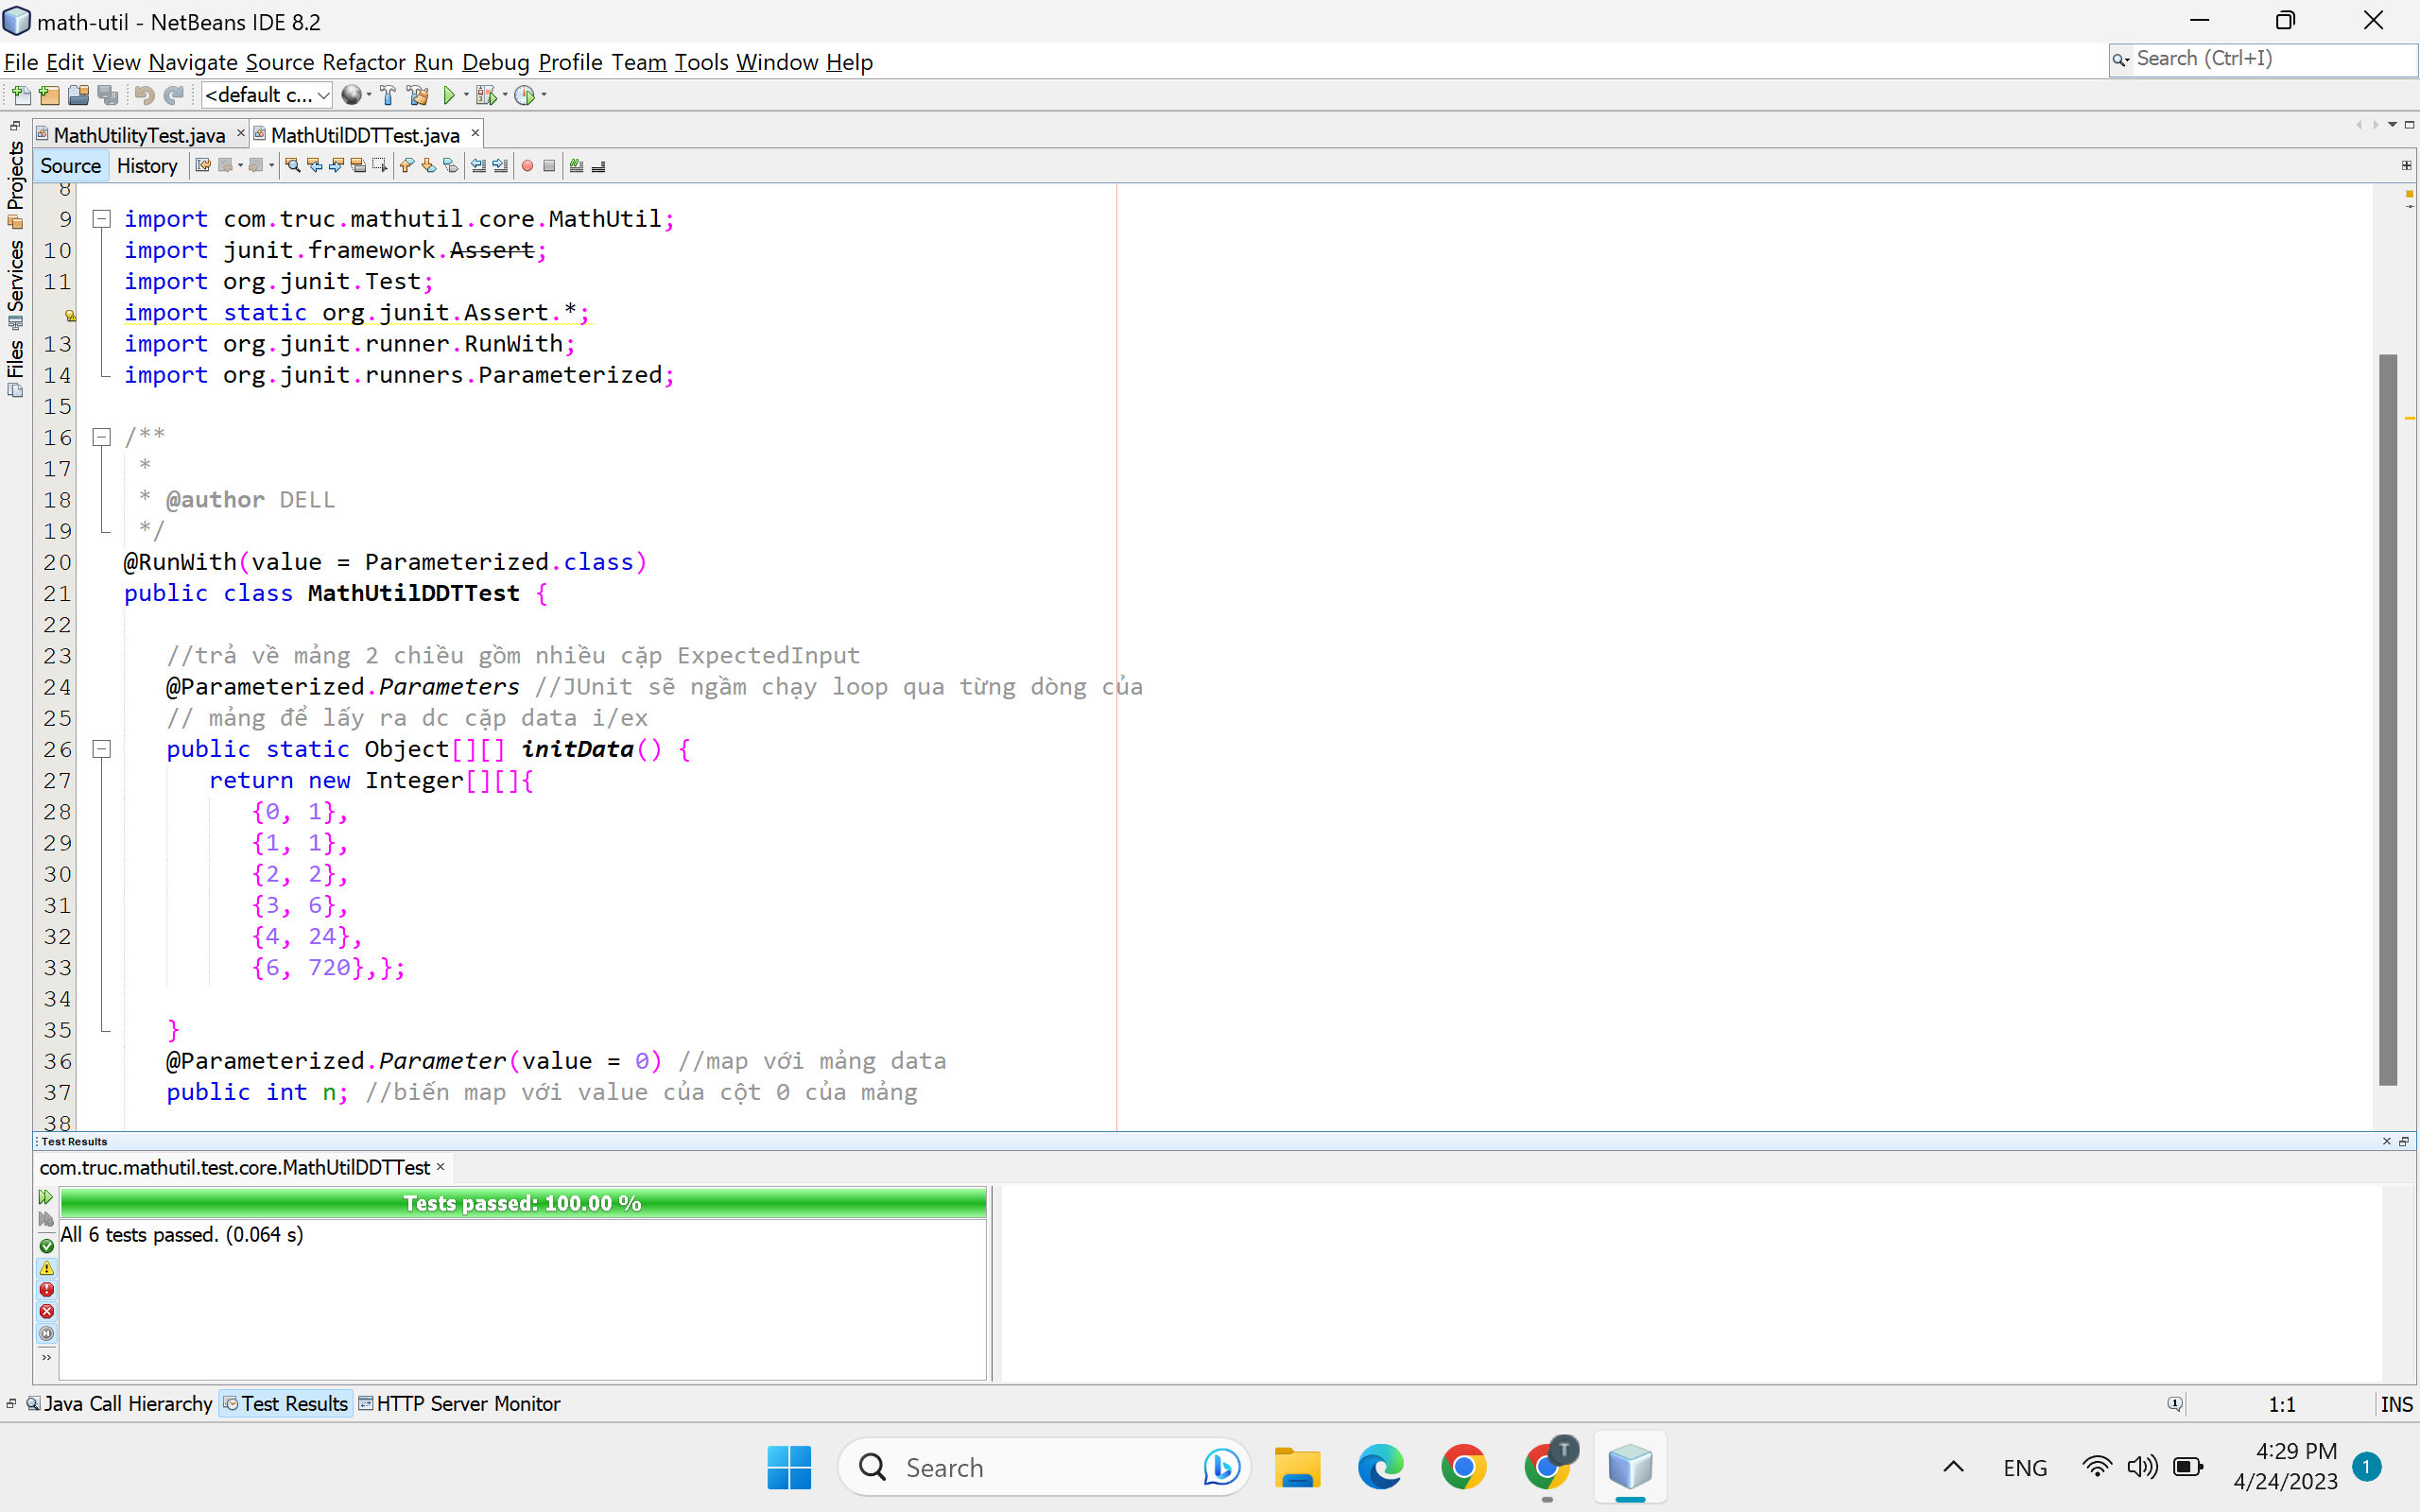 math-util - NetBeans IDE 8.2
File Edit View Navigate Source Refactor Run Debug Profile Team Tools Window Help
Search (Ctrl+I)
<default c...
MathUtilityTest.java
MathUtilDDTTest.java
Source History
Projects
Services
Files
8
9 import com.truc.mathutil.core.MathUtil;
10 import junit.framework.Assert;
11 import org.junit.Test;
import static org.junit.Assert.*;
13 import org.junit.runner.RunWith;
14 import org.junit.runners.Parameterized;
15
16 /**
17 *
18 * @author DELL
19 */
20 @RunWith(value = Parameterized.class)
21 public class MathUtilDDTTest {
22
23 //trả về mảng 2 chiều gồm nhiều cặp ExpectedInput
24 @Parameterized.Parameters //JUnit sẽ ngầm chạy loop qua từng dòng của
25 // mảng để lấy ra dc cặp data i/ex
26 public static Object[][] initData() {
27 return new Integer[][]{
28 {0, 1},
29 {1, 1},
30 {2, 2},
31 {3, 6},
32 {4, 24},
33 {6, 720},};
34
35 }
36 @Parameterized.Parameter(value = 0) //map với mảng data
37 public int n; //biến map với value của cột 0 của mảng
38
Test Results
com.truc.mathutil.test.core.MathUtilDDTTest
Tests passed: 100.00 %
All 6 tests passed. (0.064 s)
Java Call Hierarchy Test Results HTTP Server Monitor
1:1 INS
Search
T
ENG
4:29 PM
4/24/2023
1